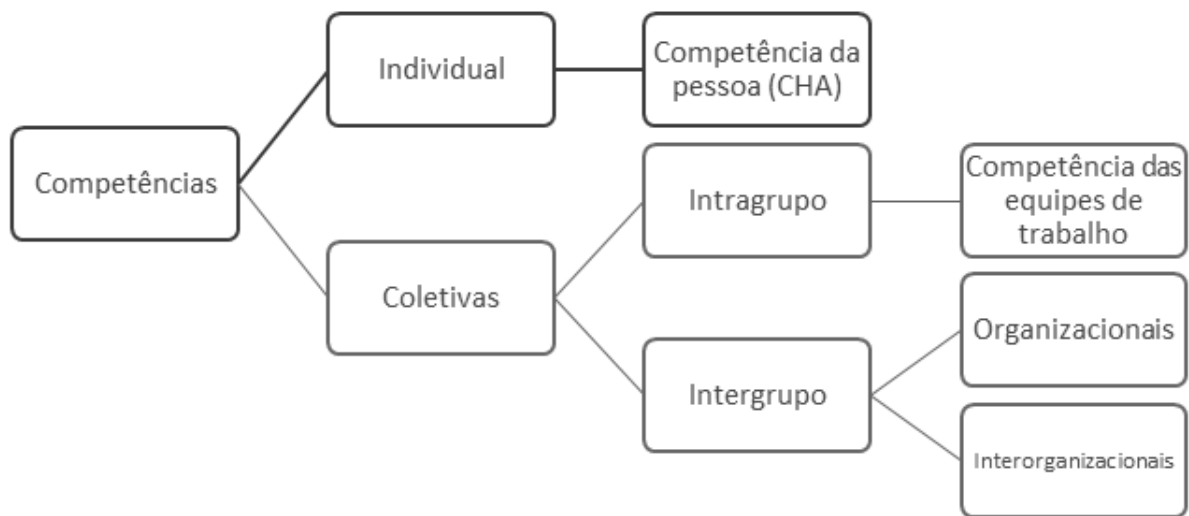 Competências
Individual
Competência da
pessoa (CHA)
Coletivas
Intragrupo
Competência das
equipes de
trabalho
Intergrupo
Organizacionais
Interorganizacionais